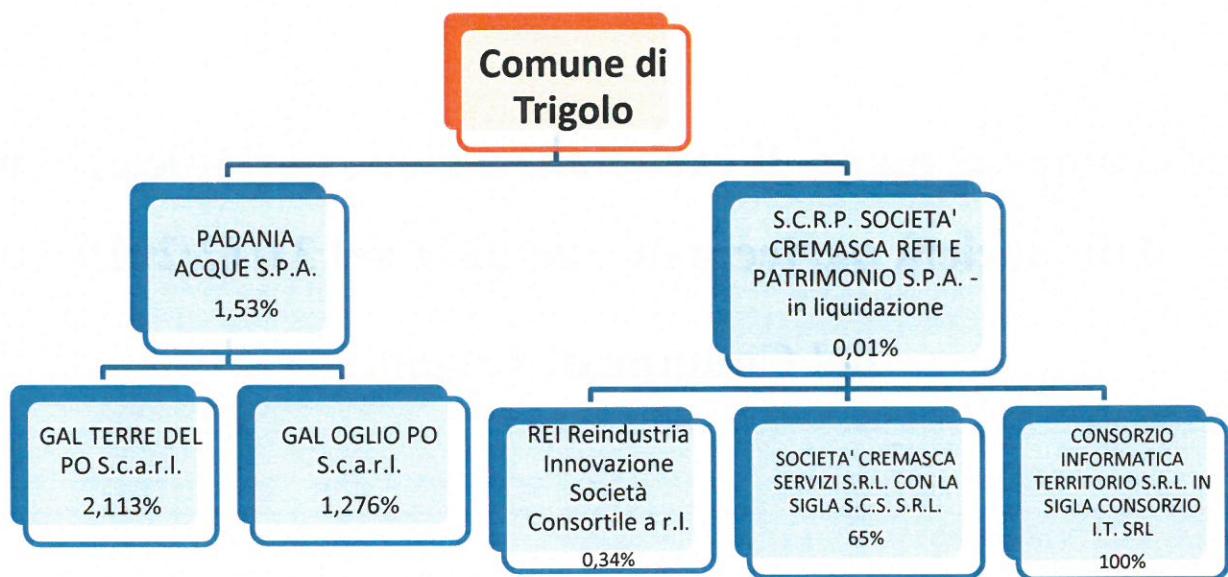 Comune di
Trigolo
PADANIA
ACQUE S.P.A.
1,53%
S.C.R.P. SOCIETA'
CREMASCA RETI E
PATRIMONIO S.P.A. -
in liquidazione
0,01%
GAL TERRE DEL
PO S.c.a.r.l.
2,113%
GAL OGLIO PO
S.c.arl.
1,276%
REI Reindustria
Innovazione
Società
Consortile a r.l.
0,34%
SOCIETA' CREMASCA
SERVIZI S.R.L. CON LA
SIGLA S.C.S. S.R.L.
65%
CONSORZIO
INFORMATICA
TERRITORIO S.R.L. IN
SIGLA CONSORZIO
I.T. SRL
100%